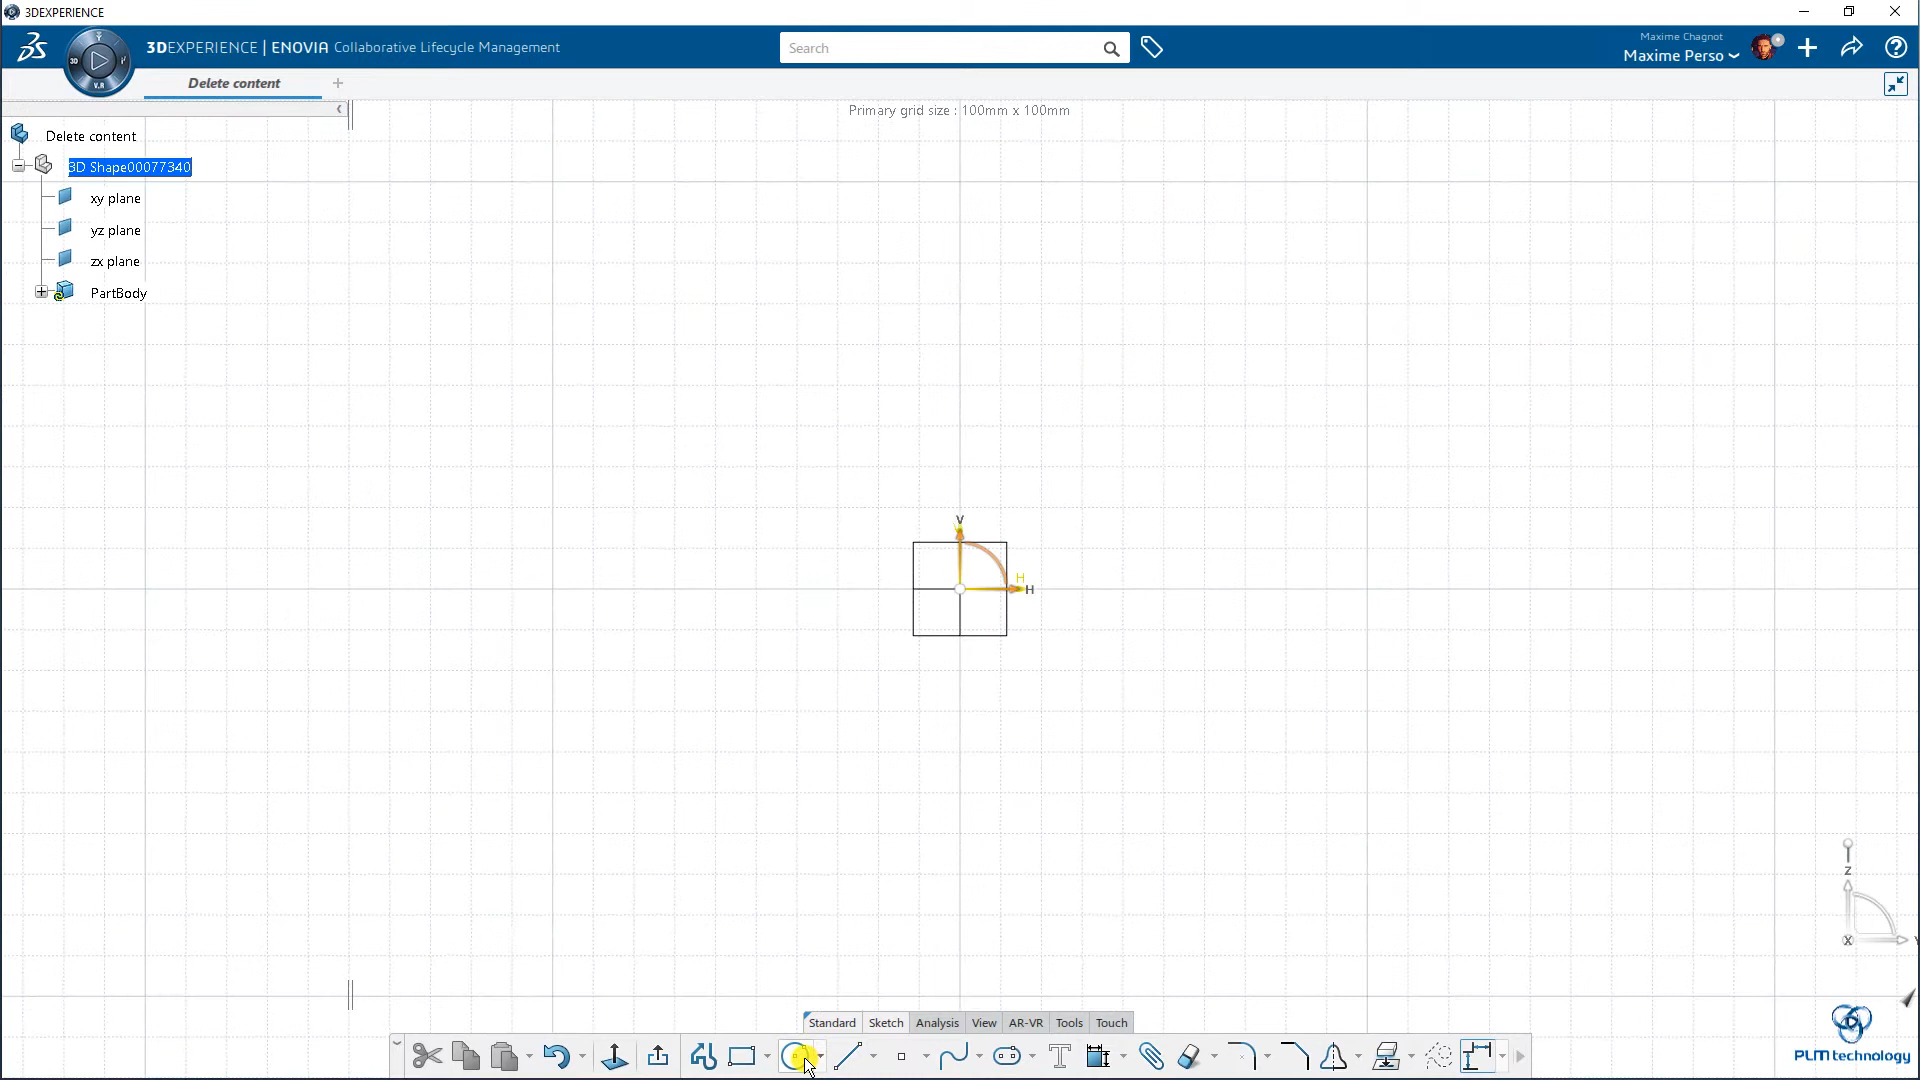 3DEXPERIENCE
3DEXPERIENCE | ENOVIA Collaborative Lifecycle Management
Search
Maxime Chagnot
Maxime Perso
3D
V.R
Delete content
Primary grid size : 100mm x 100mm
Delete content
3D Shape00077340
xy plane
yz plane
zx plane
PartBody
V
H
H
Z
X
Y
Standard
Sketch
Analysis
View
AR-VR
Tools
Touch
PLM technology